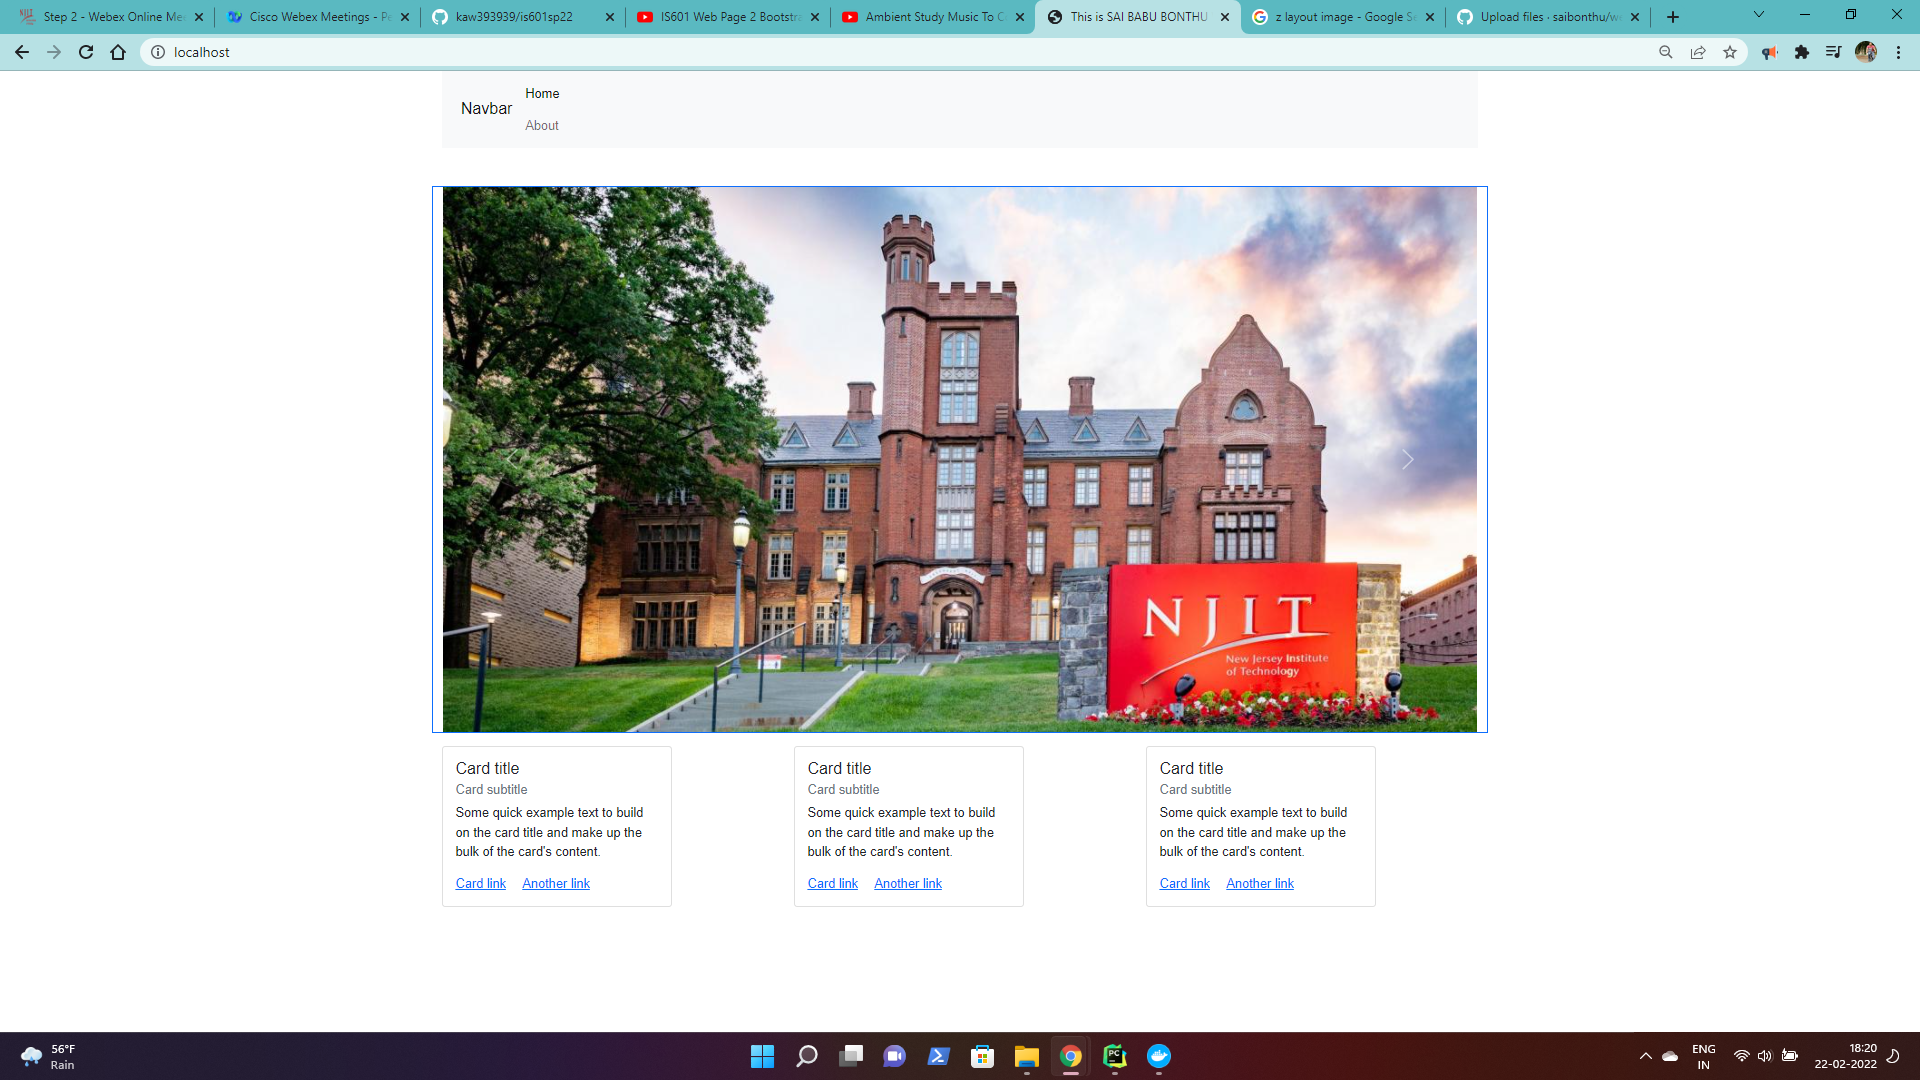 Step 2 - Webex Online Me
Cisco Webex Meetings - Pe
kaw393939/is601sp22
IS601 Web Page 2 Bootstra
Ambient Study Music To C
This is SAI BABU BONTHU
z layout image - Google Se
Upload files · saibonthu/we
localhost
Navbar
Home
About
NJIT
New Jersey Institute
of Technology
Card title
Card subtitle
Some quick example text to build
on the card title and make up the
bulk of the card's content.
Card link Another link
Card title
Card subtitle
Some quick example text to build
on the card title and make up the
bulk of the card's content.
Card link Another link
Card title
Card subtitle
Some quick example text to build
on the card title and make up the
bulk of the card's content.
Card link Another link
56°F
Rain
ENG
IN
18:20
22-02-2022